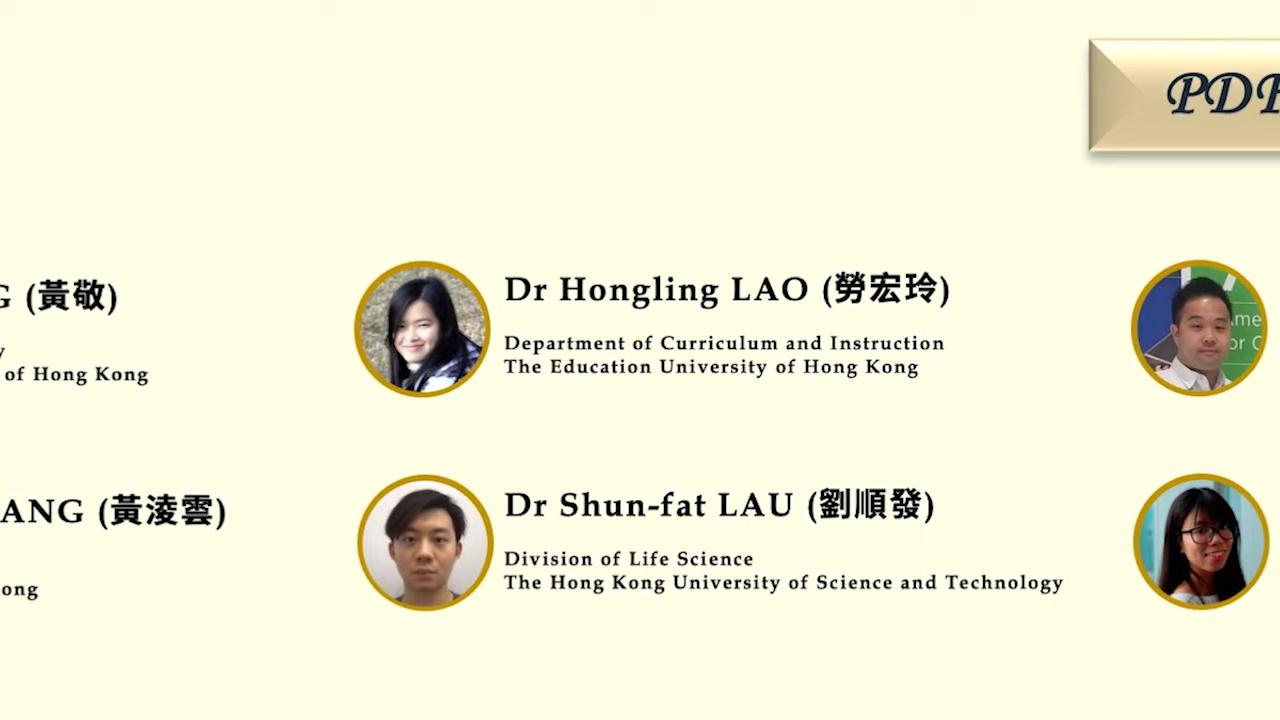 PDF
G (黃敬)
of Hong Kong
Dr Hongling LAO (勞宏玲)
Department of Curriculum and Instruction
The Education University of Hong Kong
ANG (黃淩雲)
ong
Dr Shun-fat LAU (劉順發)
Division of Life Science
The Hong Kong University of Science and Technology